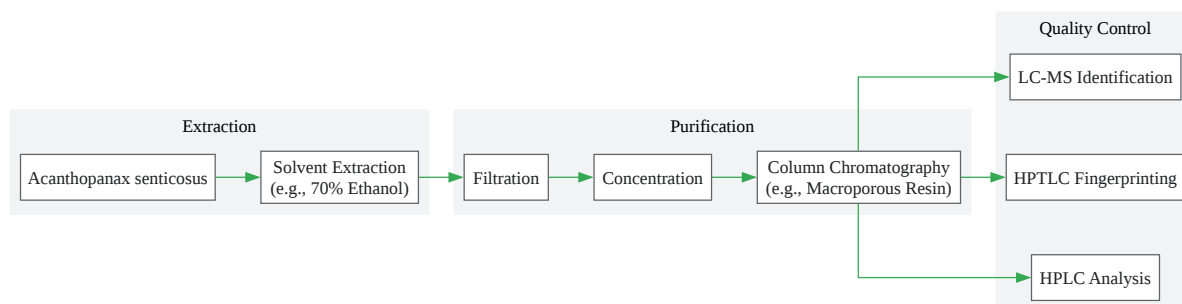 Quality Control
LC-MS Identification
Extraction
Purification
Acanthopanax senticosus
Solvent Extraction
(e.g., 70% Ethanol)
Filtration
Concentration
Column Chromatography
(e.g., Macroporous Resin)
HPTLC Fingerprinting
HPLC Analysis